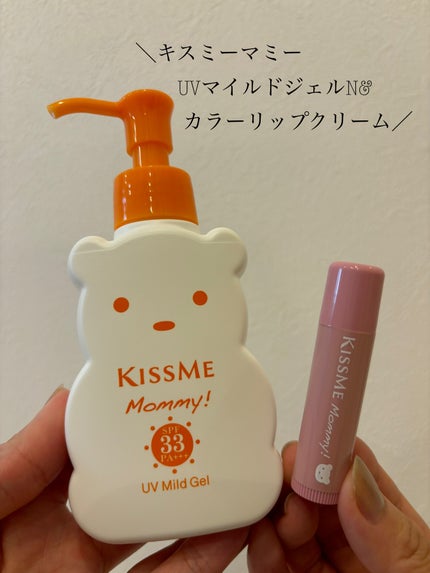 ＼キスミーマミー
UVマイルドジェルN&
カラーリップクリーム／
KISSME
Mommy!
SPF
33
PA+++
UV Mild Gel
KISSME Mommy!